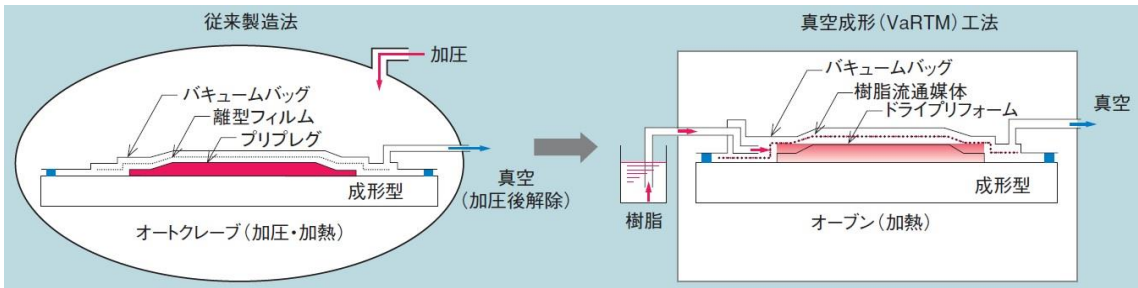 従来製造法
加圧
バキュームバッグ
離型フィルム
プリプレグ
成形型
真空
(加圧後解除)
オートクレーブ(加圧・加熱)
真空成形(VaRTM)工法
バキュームバッグ
樹脂流通媒体
ドライプリフォーム
真空
成形型
樹脂
オーブン(加熱)